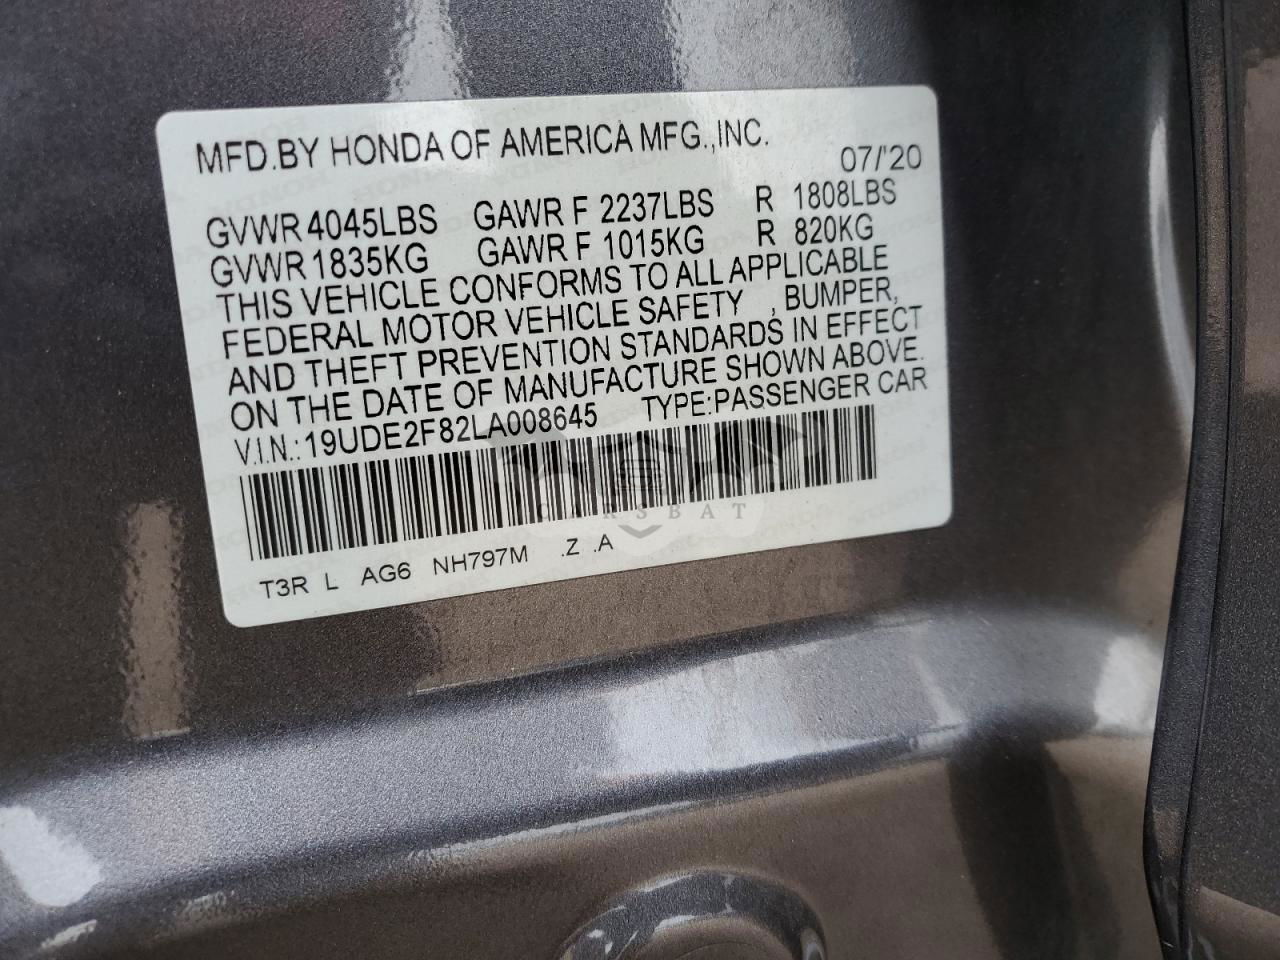 MFD.BY HONDA OF AMERICA MFG.,INC.
07/'20
GVWR 4045LBS GAWR F 2237LBS R 1808LBS
GVWR 1835KG GAWR F 1015KG R 820KG
THIS VEHICLE CONFORMS TO ALL APPLICABLE
FEDERAL MOTOR VEHICLE SAFETY , BUMPER,
AND THEFT PREVENTION STANDARDS IN EFFECT
ON THE DATE OF MANUFACTURE SHOWN ABOVE.
V.I.N.: 19UDE2F82LA008645 TYPE:PASSENGER CAR
CARSBAT
T3R L AG6 NH797M .Z .A